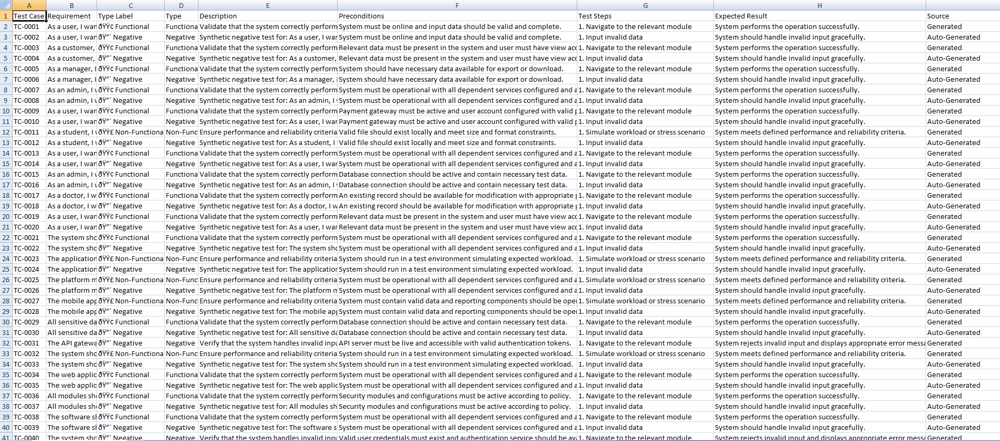 A B C D E F G H
1 Test Case Requirement Type Label Type Description Preconditions Test Steps Expected Result Source
2 TC-0001 As a user, I wan ðŸŸ¢ Functional Functiona Validate that the system correctly perform System must be online and input data should be valid and complete. 1. Navigate to the relevant module System performs the operation successfully. Generated
3 TC-0002 As a user, I wan ðŸ”´ Negative Negative Synthetic negative test for: As a user, I wan System must be online and input data should be valid and complete. 1. Input invalid data System should handle invalid input gracefully. Auto-Generated
4 TC-0003 As a customer, ðŸŸ¢ Functional Functiona Validate that the system correctly perform Relevant data must be present in the system and user must have view acc 1. Navigate to the relevant module System performs the operation successfully. Generated
5 TC-0004 As a customer, ðŸ”´ Negative Negative Synthetic negative test for: As a customer, Relevant data must be present in the system and user must have view acc 1. Input invalid data System should handle invalid input gracefully. Auto-Generated
6 TC-0005 As a manager, I ðŸŸ¢ Functional Functiona Validate that the system correctly perform System should have necessary data available for export or download. 1. Navigate to the relevant module System performs the operation successfully. Generated
7 TC-0006 As a manager, I ðŸ”´ Negative Negative Synthetic negative test for: As a manager, System should have necessary data available for export or download. 1. Input invalid data System should handle invalid input gracefully. Auto-Generated
8 TC-0007 As an admin, I ðŸŸ¢ Functional Functiona Validate that the system correctly perform System must be operational with all dependent services configured and a 1. Navigate to the relevant module System performs the operation successfully. Generated
9 TC-0008 As an admin, I ðŸ”´ Negative Negative Synthetic negative test for: As an admin, I System must be operational with all dependent services configured and a 1. Input invalid data System should handle invalid input gracefully. Auto-Generated
10 TC-0009 As a user, I wan ðŸŸ¢ Functional Functiona Validate that the system correctly perform Payment gateway must be active and user account configured with valid p 1. Navigate to the relevant module System performs the operation successfully. Generated
11 TC-0010 As a user, I wan ðŸ”´ Negative Negative Synthetic negative test for: As a user, I wan Payment gateway must be active and user account configured with valid p 1. Input invalid data System should handle invalid input gracefully. Auto-Generated
12 TC-0011 As a student, I ðŸŸ£ Non-Functiona Non-Func Ensure performance and reliability criteria Valid file should exist locally and meet size and format constraints. 1. Simulate workload or stress scenario System meets defined performance and reliability criteria. Generated
13 TC-0012 As a student, I ðŸ”´ Negative Negative Synthetic negative test for: As a student, I Valid file should exist locally and meet size and format constraints. 1. Input invalid data System should handle invalid input gracefully. Auto-Generated
14 TC-0013 As a user, I wan ðŸŸ¢ Functional Functiona Validate that the system correctly perform System must be operational with all dependent services configured and a 1. Navigate to the relevant module System performs the operation successfully. Generated
15 TC-0014 As a user, I wan ðŸ”´ Negative Negative Synthetic negative test for: As a user, I wan System must be operational with all dependent services configured and a 1. Input invalid data System should handle invalid input gracefully. Auto-Generated
16 TC-0015 As an admin, I ðŸŸ¢ Functional Functiona Validate that the system correctly perform Database connection should be active and contain necessary test data. 1. Navigate to the relevant module System performs the operation successfully. Generated
17 TC-0016 As an admin, I ðŸ”´ Negative Negative Synthetic negative test for: As an admin, I Database connection should be active and contain necessary test data. 1. Input invalid data System should handle invalid input gracefully. Auto-Generated
18 TC-0017 As a doctor, I w ðŸŸ¢ Functional Functiona Validate that the system correctly perform An existing record should be available for modification with appropriate p 1. Navigate to the relevant module System performs the operation successfully. Generated
19 TC-0018 As a doctor, I w ðŸ”´ Negative Negative Synthetic negative test for: As a doctor, I w An existing record should be available for modification with appropriate p 1. Input invalid data System should handle invalid input gracefully. Auto-Generated
20 TC-0019 As a user, I wan ðŸŸ¢ Functional Functiona Validate that the system correctly perform Relevant data must be present in the system and user must have view acc 1. Navigate to the relevant module System performs the operation successfully. Generated
21 TC-0020 As a user, I wan ðŸ”´ Negative Negative Synthetic negative test for: As a user, I wan Relevant data must be present in the system and user must have view acc 1. Input invalid data System should handle invalid input gracefully. Auto-Generated
22 TC-0021 The system sho ðŸŸ¢ Functional Functiona Validate that the system correctly perform System must be operational with all dependent services configured and a 1. Navigate to the relevant module System performs the operation successfully. Generated
23 TC-0022 The system sho ðŸ”´ Negative Negative Synthetic negative test for: The system sho System must be operational with all dependent services configured and a 1. Input invalid data System should handle invalid input gracefully. Auto-Generated
24 TC-0023 The application ðŸŸ£ Non-Functiona Non-Func Ensure performance and reliability criteria System should run in a test environment simulating expected workload. 1. Simulate workload or stress scenario System meets defined performance and reliability criteria. Generated
25 TC-0024 The application ðŸ”´ Negative Negative Synthetic negative test for: The application System should run in a test environment simulating expected workload. 1. Input invalid data System should handle invalid input gracefully. Auto-Generated
26 TC-0025 The platform m ðŸŸ£ Non-Functiona Non-Func Ensure performance and reliability criteria System must be operational with all dependent services configured and a 1. Simulate workload or stress scenario System meets defined performance and reliability criteria. Generated
27 TC-0026 The platform m ðŸ”´ Negative Negative Synthetic negative test for: The platform m System must be operational with all dependent services configured and a 1. Input invalid data System should handle invalid input gracefully. Auto-Generated
28 TC-0027 The mobile app ðŸŸ£ Non-Functiona Non-Func Ensure performance and reliability criteria System must contain valid data and reporting components should be oper 1. Simulate workload or stress scenario System meets defined performance and reliability criteria. Generated
29 TC-0028 The mobile app ðŸ”´ Negative Negative Synthetic negative test for: The mobile app System must contain valid data and reporting components should be oper 1. Input invalid data System should handle invalid input gracefully. Auto-Generated
30 TC-0029 All sensitive da ðŸŸ¢ Functional Functiona Validate that the system correctly perform Database connection should be active and contain necessary test data. 1. Navigate to the relevant module System performs the operation successfully. Generated
31 TC-0030 All sensitive da ðŸ”´ Negative Negative Synthetic negative test for: All sensitive da Database connection should be active and contain necessary test data. 1. Input invalid data System should handle invalid input gracefully. Auto-Generated
32 TC-0031 The API gatewa ðŸ”´ Negative Negative Verify that the system handles invalid inpu API server must be live and accessible with valid authentication tokens. 1. Navigate to the relevant module System rejects invalid input and displays appropriate error messa Generated
33 TC-0032 The system sho ðŸŸ£ Non-Functiona Non-Func Ensure performance and reliability criteria System should run in a test environment simulating expected workload. 1. Simulate workload or stress scenario System meets defined performance and reliability criteria. Generated
34 TC-0033 The system sho ðŸ”´ Negative Negative Synthetic negative test for: The system sho System should run in a test environment simulating expected workload. 1. Input invalid data System should handle invalid input gracefully. Auto-Generated
35 TC-0034 The web applic ðŸŸ¢ Functional Functiona Validate that the system correctly perform System must be operational with all dependent services configured and a 1. Navigate to the relevant module System performs the operation successfully. Generated
36 TC-0035 The web applic ðŸ”´ Negative Negative Synthetic negative test for: The web applic System must be operational with all dependent services configured and a 1. Input invalid data System should handle invalid input gracefully. Auto-Generated
37 TC-0036 All modules sh ðŸŸ¢ Functional Functiona Validate that the system correctly perform Security modules and configurations must be active according to policy. 1. Navigate to the relevant module System performs the operation successfully. Generated
38 TC-0037 All modules sh ðŸ”´ Negative Negative Synthetic negative test for: All modules sh Security modules and configurations must be active according to policy. 1. Input invalid data System should handle invalid input gracefully. Auto-Generated
39 TC-0038 The software sl ðŸŸ¢ Functional Functiona Validate that the system correctly perform System must be operational with all dependent services configured and a 1. Navigate to the relevant module System performs the operation successfully. Generated
40 TC-0039 The software sl ðŸ”´ Negative Negative Synthetic negative test for: The software s System must be operational with all dependent services configured and a 1. Input invalid data System should handle invalid input gracefully. Auto-Generated
41 TC-0040 The system sho ðŸ”´ Negative Negative Verify that the system handles invalid inpu Valid user credentials must exist and authentication service should be av 1. Navigate to the relevant module System rejects invalid input and displays appropriate error messa Generated